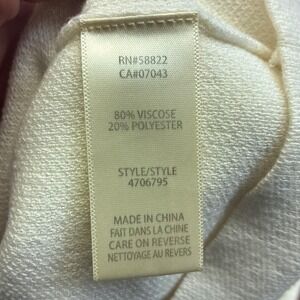 RN#58822
CA#07043
80% VISCOSE
20% POLYESTER
STYLE/STYLE
4706795
MADE IN CHINA
FAIT DANS LA CHINE
CARE ON REVERSE
NETTOYAGE AU REVERS